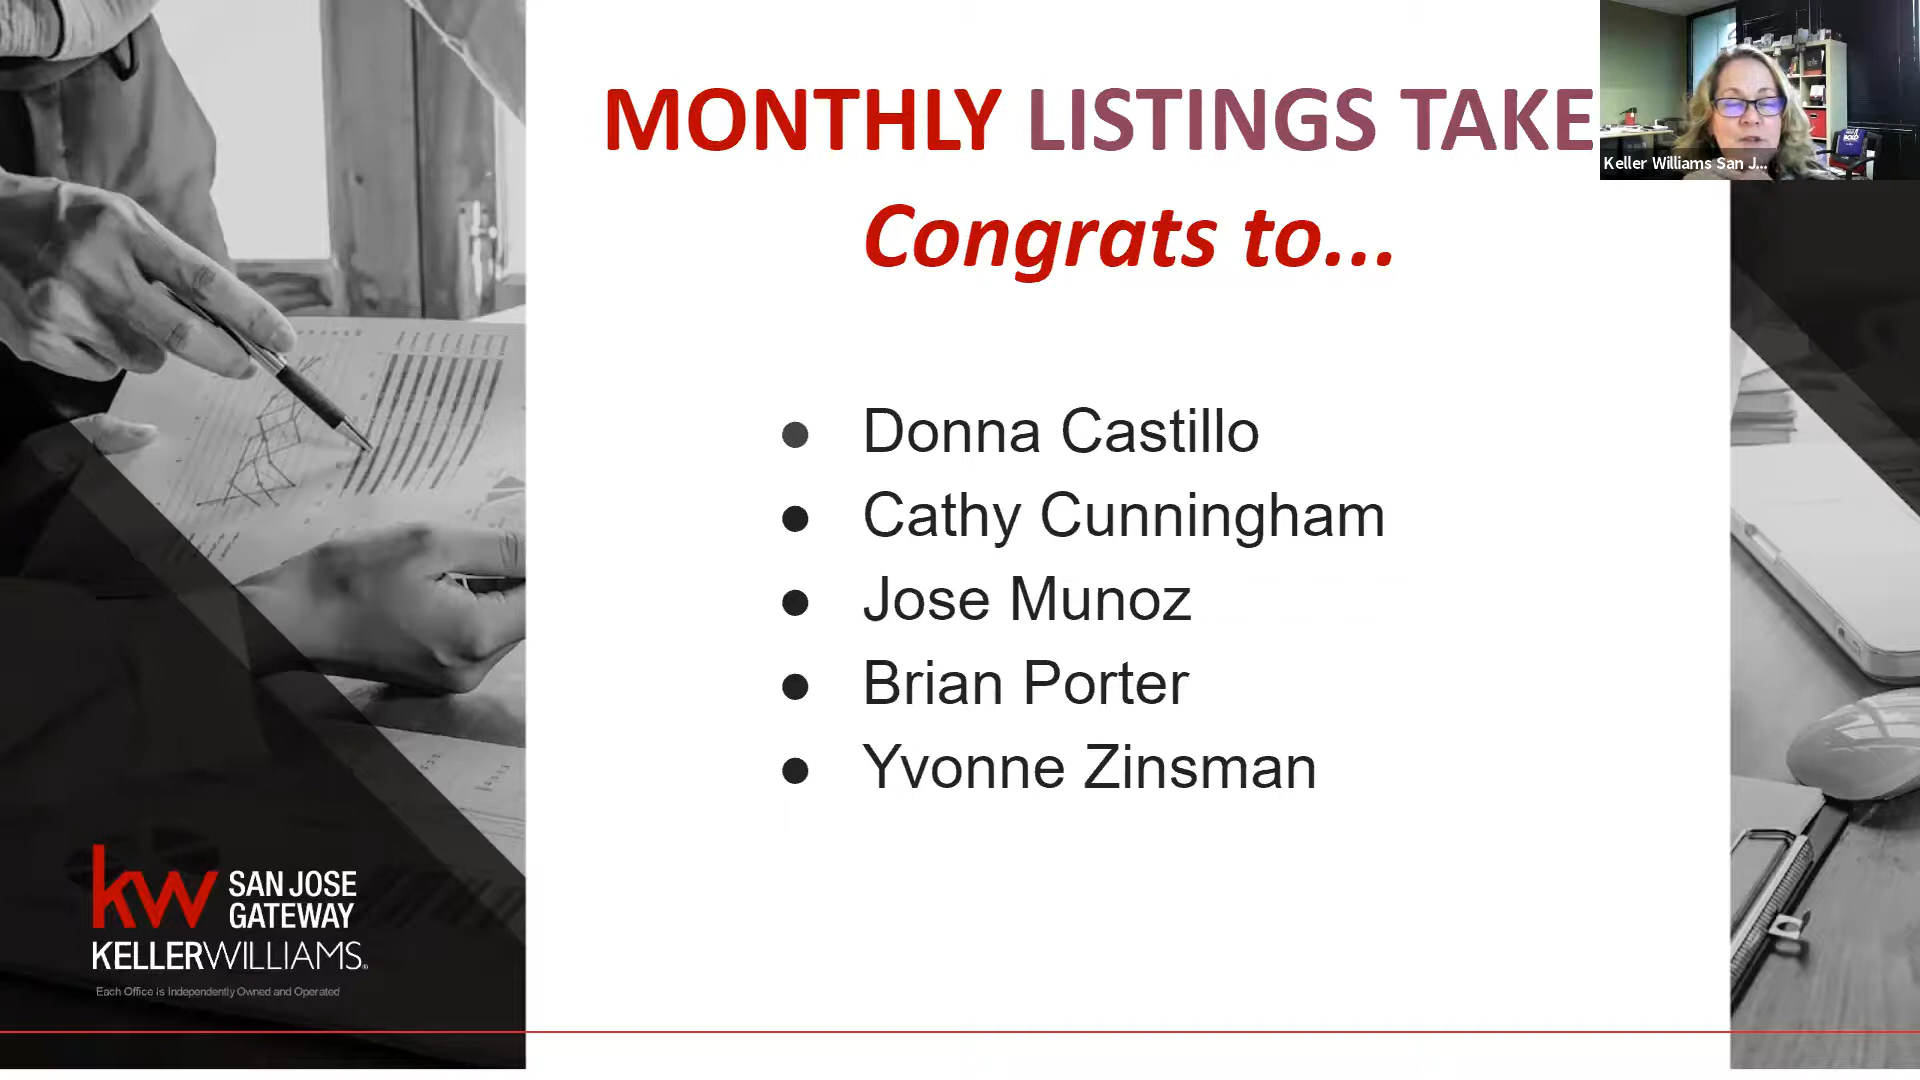 MONTHLY LISTINGS TAKE
Keller Williams San J...
Congrats to...
● Donna Castillo
● Cathy Cunningham
● Jose Munoz
● Brian Porter
● Yvonne Zinsman
kw SAN JOSE
GATEWAY
KELLERWILLIAMS®
Each Office is Independently Owned and Operated
BOLD